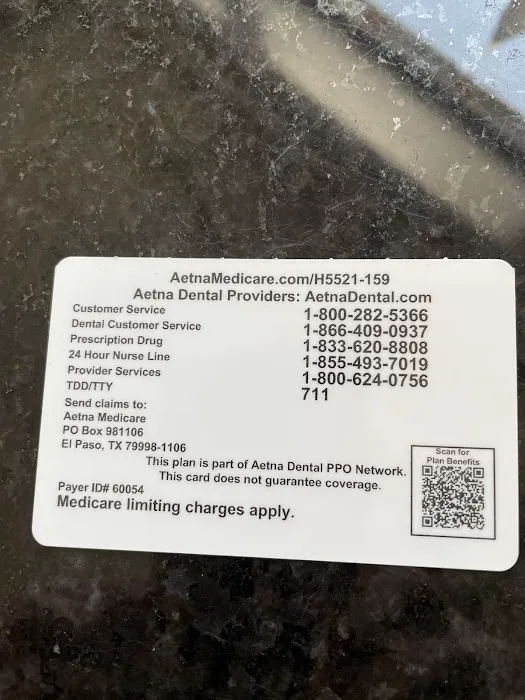 AetnaMedicare.com/H5521-159
Aetna Dental Providers: AetnaDental.com
Customer Service 1-800-282-5366
Dental Customer Service 1-866-409-0937
Prescription Drug 1-833-620-8808
24 Hour Nurse Line 1-855-493-7019
Provider Services 1-800-624-0756
TDD/TTY 711
Send claims to:
Aetna Medicare
PO Box 981106
El Paso, TX 79998-1106
This plan is part of Aetna Dental PPO Network.
This card does not guarantee coverage.
Payer ID# 60054
Medicare limiting charges apply.
Scan for
Plan Benefits